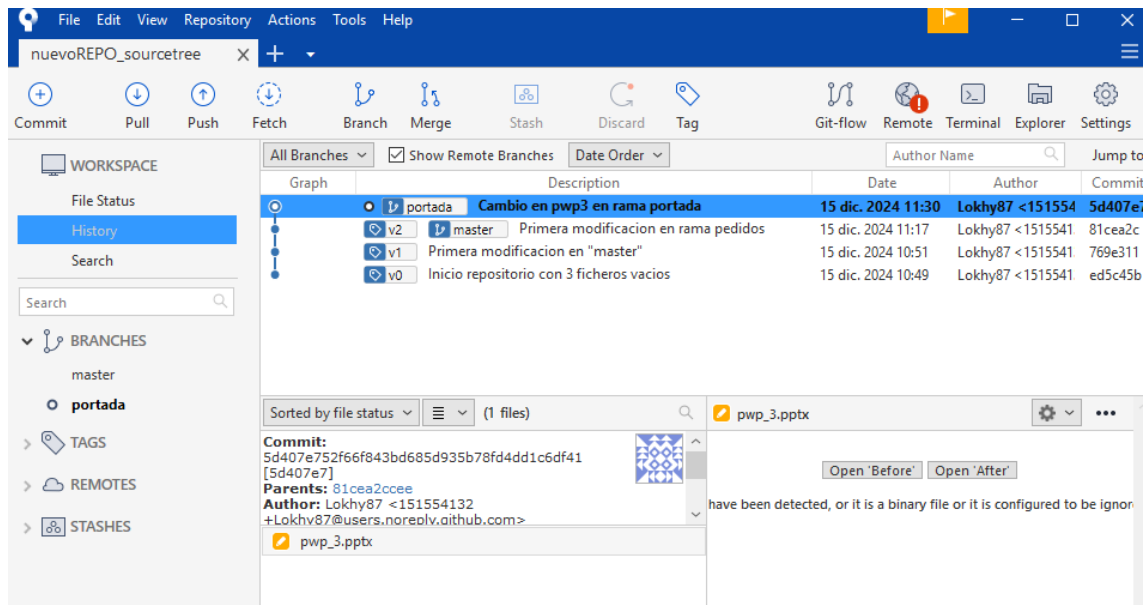 File Edit View Repository Actions Tools Help
nuevoREPO_sourcetree
Commit Pull Push Fetch Branch Merge Stash Discard Tag Git-flow Remote Terminal Explorer Settings
WORKSPACE
File Status
History
Search
Search
BRANCHES
master
portada
TAGS
REMOTES
STASHES
All Branches Show Remote Branches Date Order Author Name Jump to
Graph Description Date Author Commit
portada Cambio en pwp3 en rama portada 15 dic. 2024 11:30 Lokhy87 <151554 5d407e7
v2 master Primera modificacion en rama pedidos 15 dic. 2024 11:17 Lokhy87 <1515541 81cea2c
v1 Primera modificacion en "master" 15 dic. 2024 10:51 Lokhy87 <1515541 769e311
v0 Inicio repositorio con 3 ficheros vacios 15 dic. 2024 10:49 Lokhy87 <1515541 ed5c45b
Sorted by file status (1 files)
Commit:
5d407e752f66f843bd685d935b78fd4dd1c6df41
[5d407e7]
Parents: 81cea2ccee
Author: Lokhy87 <151554132
+Lokhy87@users.noreply.github.com>
pwp_3.pptx
pwp_3.pptx
Open 'Before' Open 'After'
have been detected, or it is a binary file or it is configured to be ignor